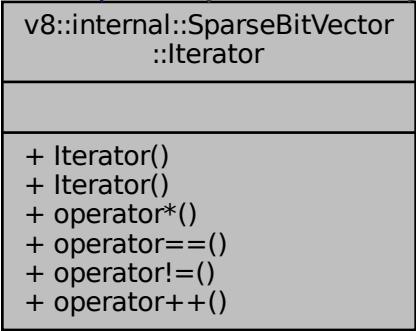 v8::internal::SparseBitVector
::Iterator
+ Iterator()
+ Iterator()
+ operator*()
+ operator==()
+ operator!=()
+ operator++()